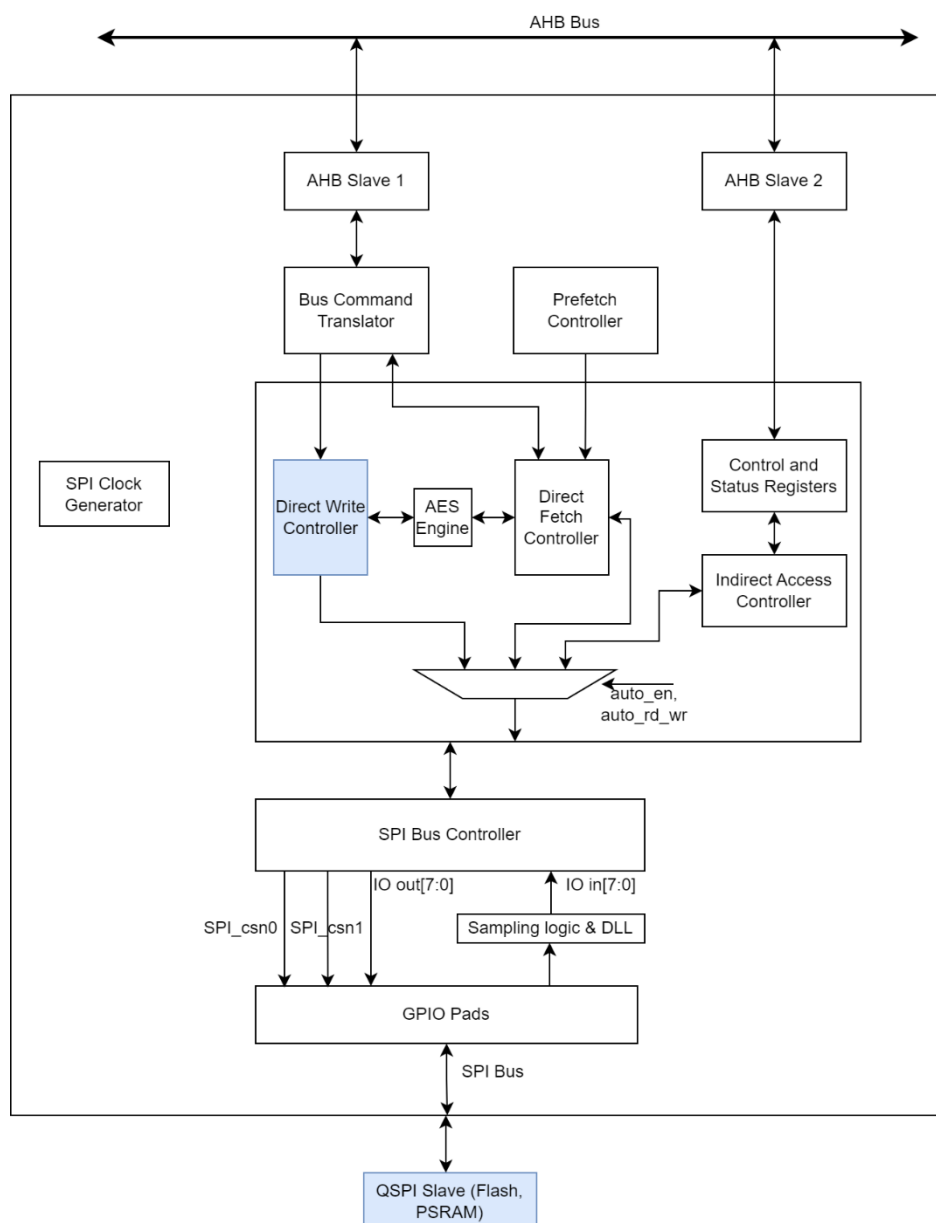 AHB Bus
AHB Slave 1
AHB Slave 2
Bus Command
Translator
Prefetch
Controller
SPI Clock
Generator
Direct Write
Controller
AES
Engine
Direct
Fetch
Controller
Control and
Status Registers
Indirect Access
Controller
auto_en,
auto_rd_wr
SPI Bus Controller
SPI_csn0
SPI_csn1
IO out[7:0]
IO in[7:0]
Sampling logic & DLL
GPIO Pads
SPI Bus
QSPI Slave (Flash,
PSRAM)